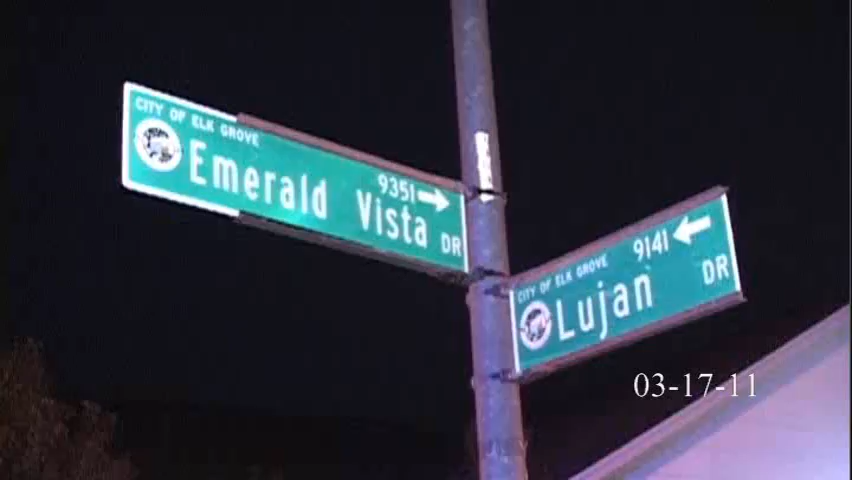 CITY OF ELK GROVE
9351 →
Emerald Vista DR
CITY OF ELK GROVE
9141 ←
Lujan DR
03-17-11